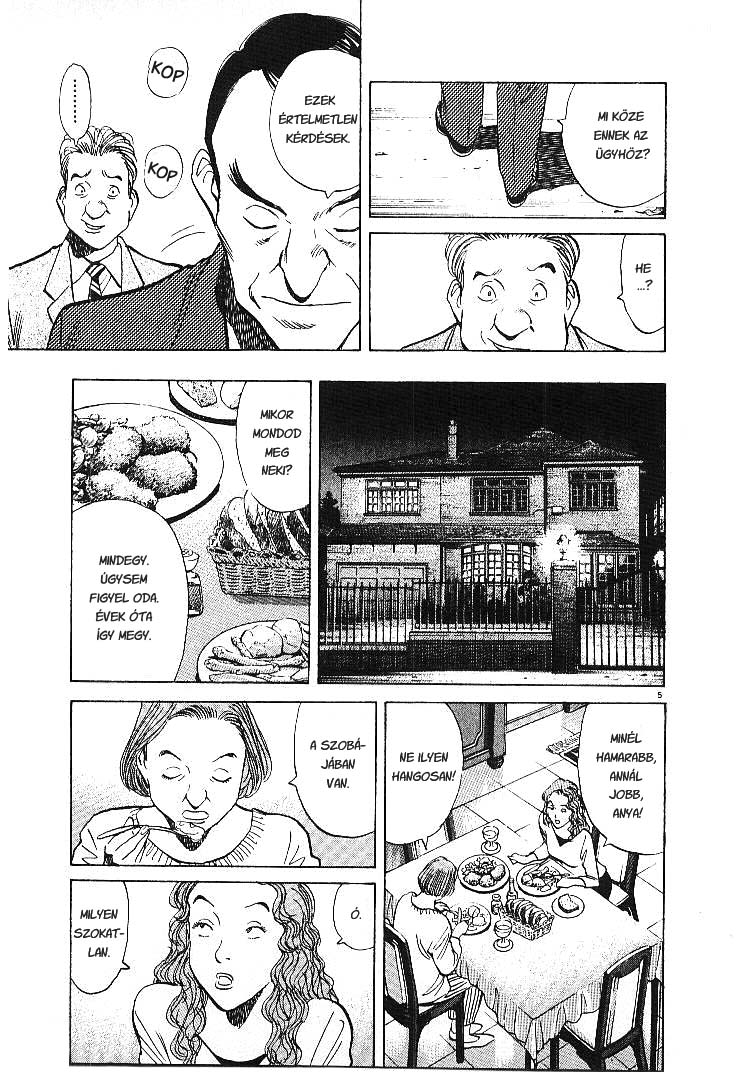 MI KÖZE
ENNEK AZ
ÜGYHÖZ?
HE
...?
EZEK
ÉRTELMETLEN
KÉRDÉSEK.
KOP
KOP
........
MIKOR
MONDOD
MEG
NEKI?
MINDEGY.
ÚGYSEM
FIGYEL ODA.
ÉVEK ÓTA
ÍGY MEGY.
5
MINÉL
HAMARABB,
ANNÁL
JOBB,
ANYA!
NE ILYEN
HANGOSAN!
A SZOBÁ-
JÁBAN
VAN.
Ó.
MILYEN
SZOKAT-
LAN.